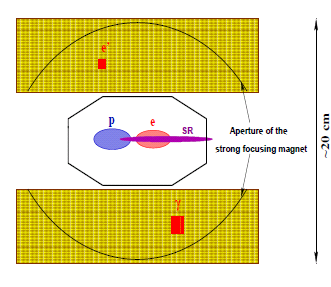 e'
p
e
SR
Aperture of the
strong focusing magnet
~20 cm
γ